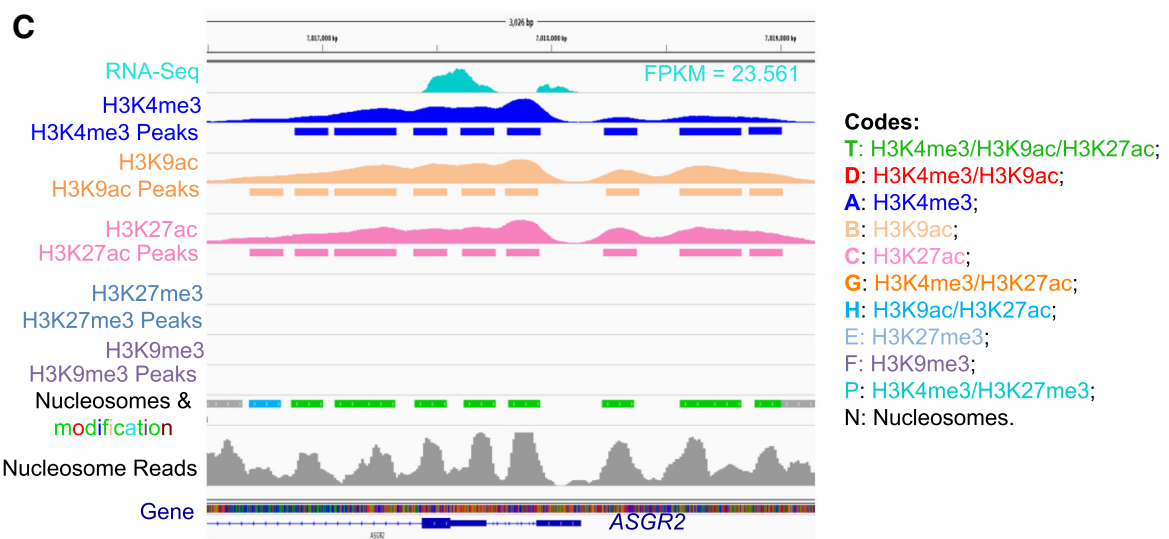 C
3,026 bp
7,017,000 bp
7,018,000 bp
7,019,000 bp
RNA-Seq
FPKM = 23.561
H3K4me3
H3K4me3 Peaks
H3K9ac
H3K9ac Peaks
H3K27ac
H3K27ac Peaks
H3K27me3
H3K27me3 Peaks
H3K9me3
H3K9me3 Peaks
Nucleosomes &
modification
Nucleosome Reads
Gene
ASGR2
ASGR2
Codes:
T: H3K4me3/H3K9ac/H3K27ac;
D: H3K4me3/H3K9ac;
A: H3K4me3;
B: H3K9ac;
C: H3K27ac;
G: H3K4me3/H3K27ac;
H: H3K9ac/H3K27ac;
E: H3K27me3;
F: H3K9me3;
P: H3K4me3/H3K27me3;
N: Nucleosomes.